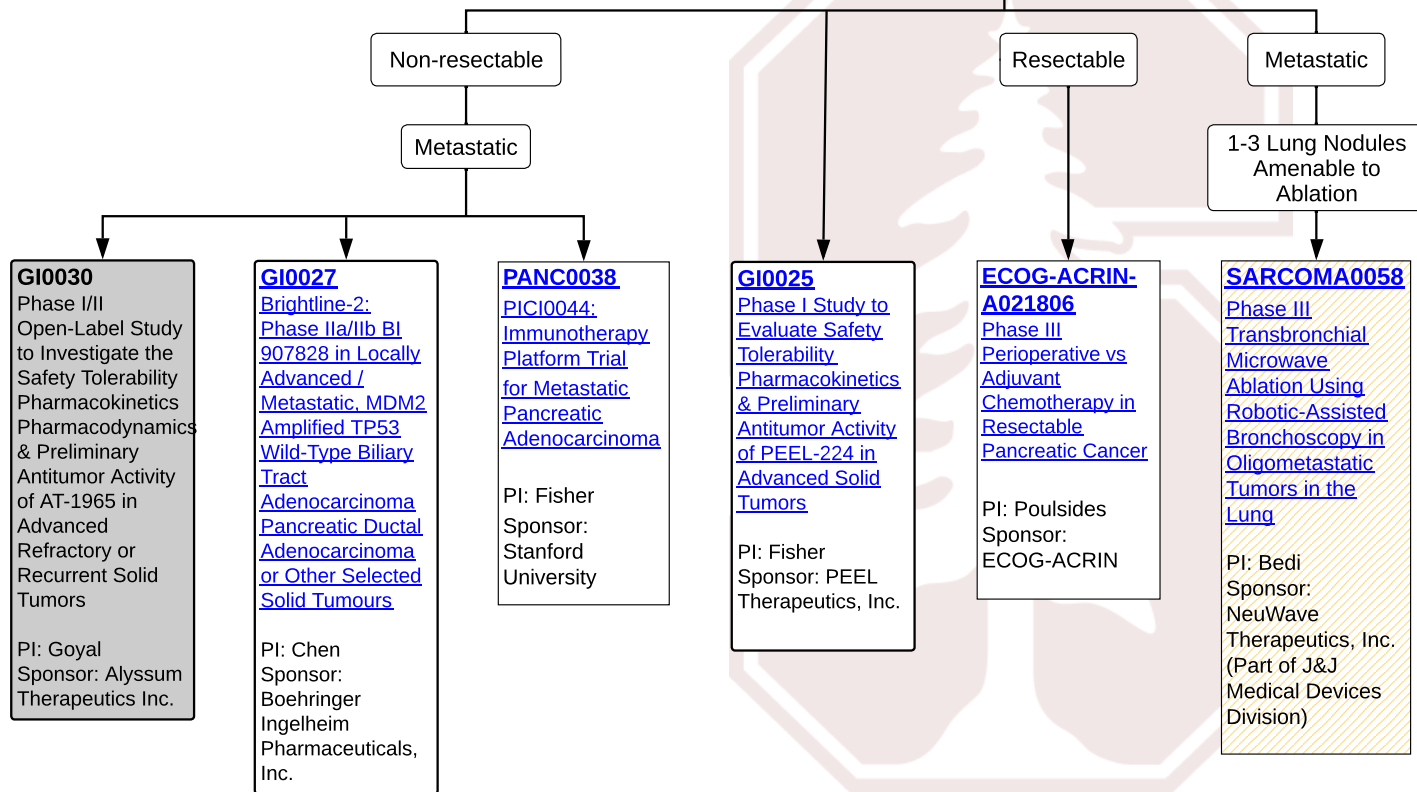 Non-resectable
Resectable
Metastatic
Metastatic
1-3 Lung Nodules
Amenable to
Ablation
GI0030
Phase I/II
Open-Label Study
to Investigate the
Safety Tolerability
Pharmacokinetics
Pharmacodynamics
& Preliminary
Antitumor Activity
of AT-1965 in
Advanced
Refractory or
Recurrent Solid
Tumors
PI: Goyal
Sponsor: Alyssum
Therapeutics Inc.
GI0027
Brightline-2:
Phase IIa/IIb BI
907828 in Locally
Advanced /
Metastatic, MDM2
Amplified TP53
Wild-Type Biliary
Tract
Adenocarcinoma
Pancreatic Ductal
Adenocarcinoma
or Other Selected
Solid Tumours
PI: Chen
Sponsor:
Boehringer
Ingelheim
Pharmaceuticals,
Inc.
PANC0038
PICI0044:
Immunotherapy
Platform Trial
for Metastatic
Pancreatic
Adenocarcinoma
PI: Fisher
Sponsor:
Stanford
University
GI0025
Phase I Study to
Evaluate Safety
Tolerability
Pharmacokinetics
& Preliminary
Antitumor Activity
of PEEL-224 in
Advanced Solid
Tumors
PI: Fisher
Sponsor: PEEL
Therapeutics, Inc.
ECOG-ACRIN-
A021806
Phase III
Perioperative vs
Adjuvant
Chemotherapy in
Resectable
Pancreatic Cancer
PI: Poulsides
Sponsor:
ECOG-ACRIN
SARCOMA0058
Phase III
Transbronchial
Microwave
Ablation Using
Robotic-Assisted
Bronchoscopy in
Oligometastatic
Tumors in the
Lung
PI: Bedi
Sponsor:
NeuWave
Therapeutics, Inc.
(Part of J&J
Medical Devices
Division)